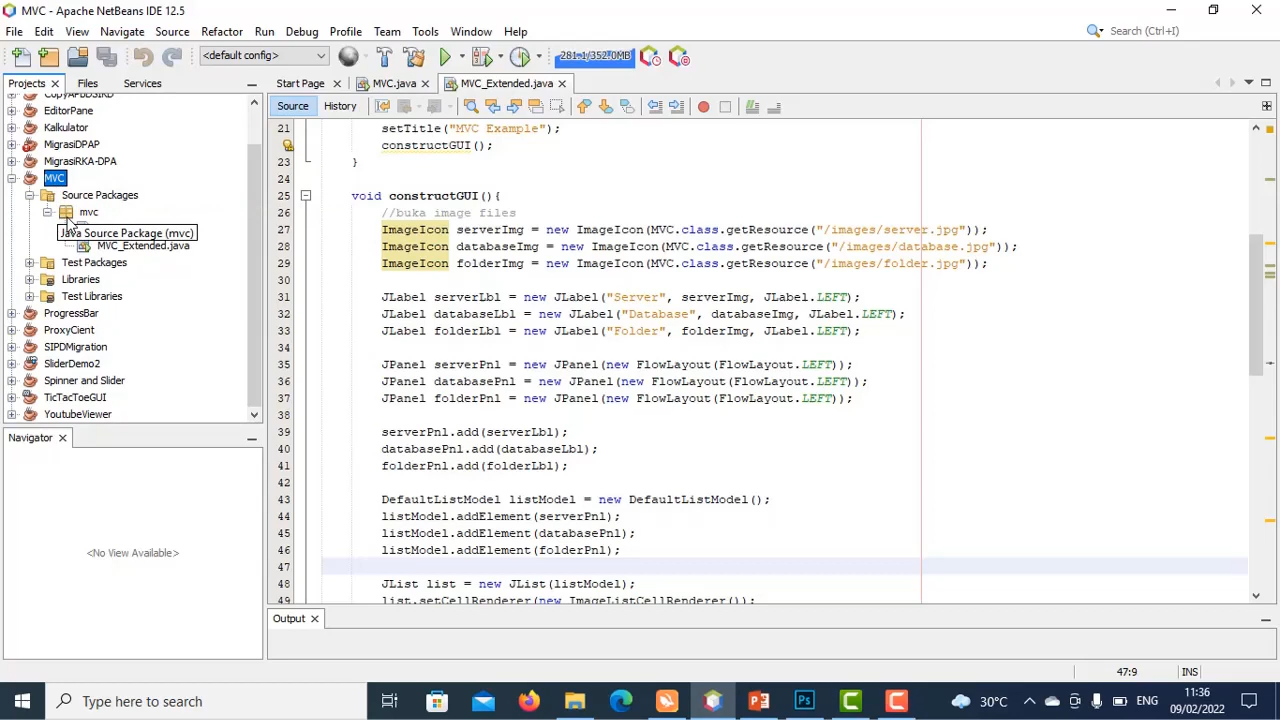 MVC - Apache NetBeans IDE 12.5
File Edit View Navigate Source Refactor Run Debug Profile Team Tools Window Help
Search (Ctrl+I)
<default config>
281.1/352.0MB
Projects Files Services
Start Page MVC.java MVC_Extended.java
Source History
EditorPane
Kalkulator
MigrasiDPAP
MigrasiRKA-DPA
MVC
Source Packages
mvc
Java Source Package (mvc)
MVC_Extended.java
Test Packages
Libraries
Test Libraries
ProgressBar
ProxyClient
SIPDMigration
SliderDemo2
Spinner and Slider
TicTacToeGUI
YoutubeViewer
Navigator
<No View Available>
21 setTitle("MVC Example");
constructGUI();
23 }
24
25 void constructGUI(){
26 //buka image files
27 ImageIcon serverImg = new ImageIcon(MVC.class.getResource("/images/server.jpg"));
28 ImageIcon databaseImg = new ImageIcon(MVC.class.getResource("/images/database.jpg"));
29 ImageIcon folderImg = new ImageIcon(MVC.class.getResource("/images/folder.jpg"));
30
31 JLabel serverLbl = new JLabel("Server", serverImg, JLabel.LEFT);
32 JLabel databaseLbl = new JLabel("Database", databaseImg, JLabel.LEFT);
33 JLabel folderLbl = new JLabel("Folder", folderImg, JLabel.LEFT);
34
35 JPanel serverPnl = new JPanel(new FlowLayout(FlowLayout.LEFT));
36 JPanel databasePnl = new JPanel(new FlowLayout(FlowLayout.LEFT));
37 JPanel folderPnl = new JPanel(new FlowLayout(FlowLayout.LEFT));
38
39 serverPnl.add(serverLbl);
40 databasePnl.add(databaseLbl);
41 folderPnl.add(folderLbl);
42
43 DefaultListModel listModel = new DefaultListModel();
44 listModel.addElement(serverPnl);
45 listModel.addElement(databasePnl);
46 listModel.addElement(folderPnl);
47
48 JList list = new JList(listModel);
49 list.setCellRenderer(new ImageListCellRenderer());
Output
47:9 INS
Type here to search
30°C
ENG
11:36
09/02/2022